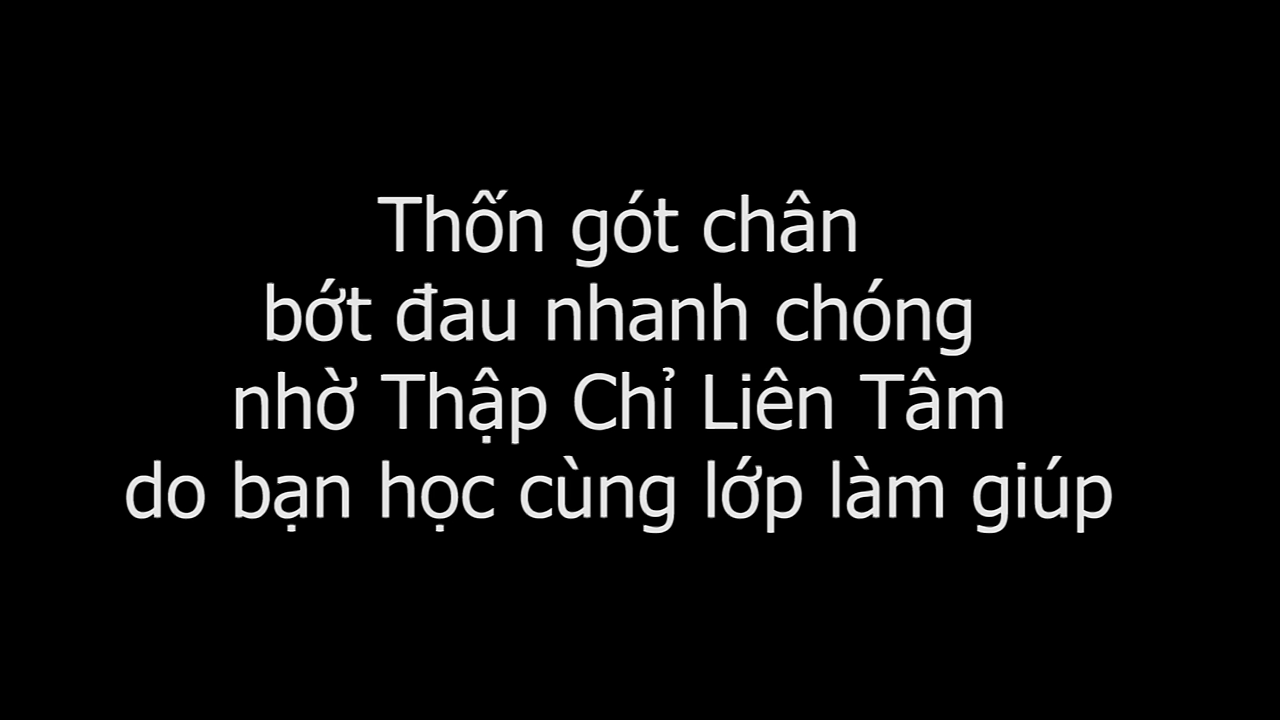 Thốn gót chân
bớt đau nhanh chóng
nhờ Thập Chỉ Liên Tâm
do bạn học cùng lớp làm giúp